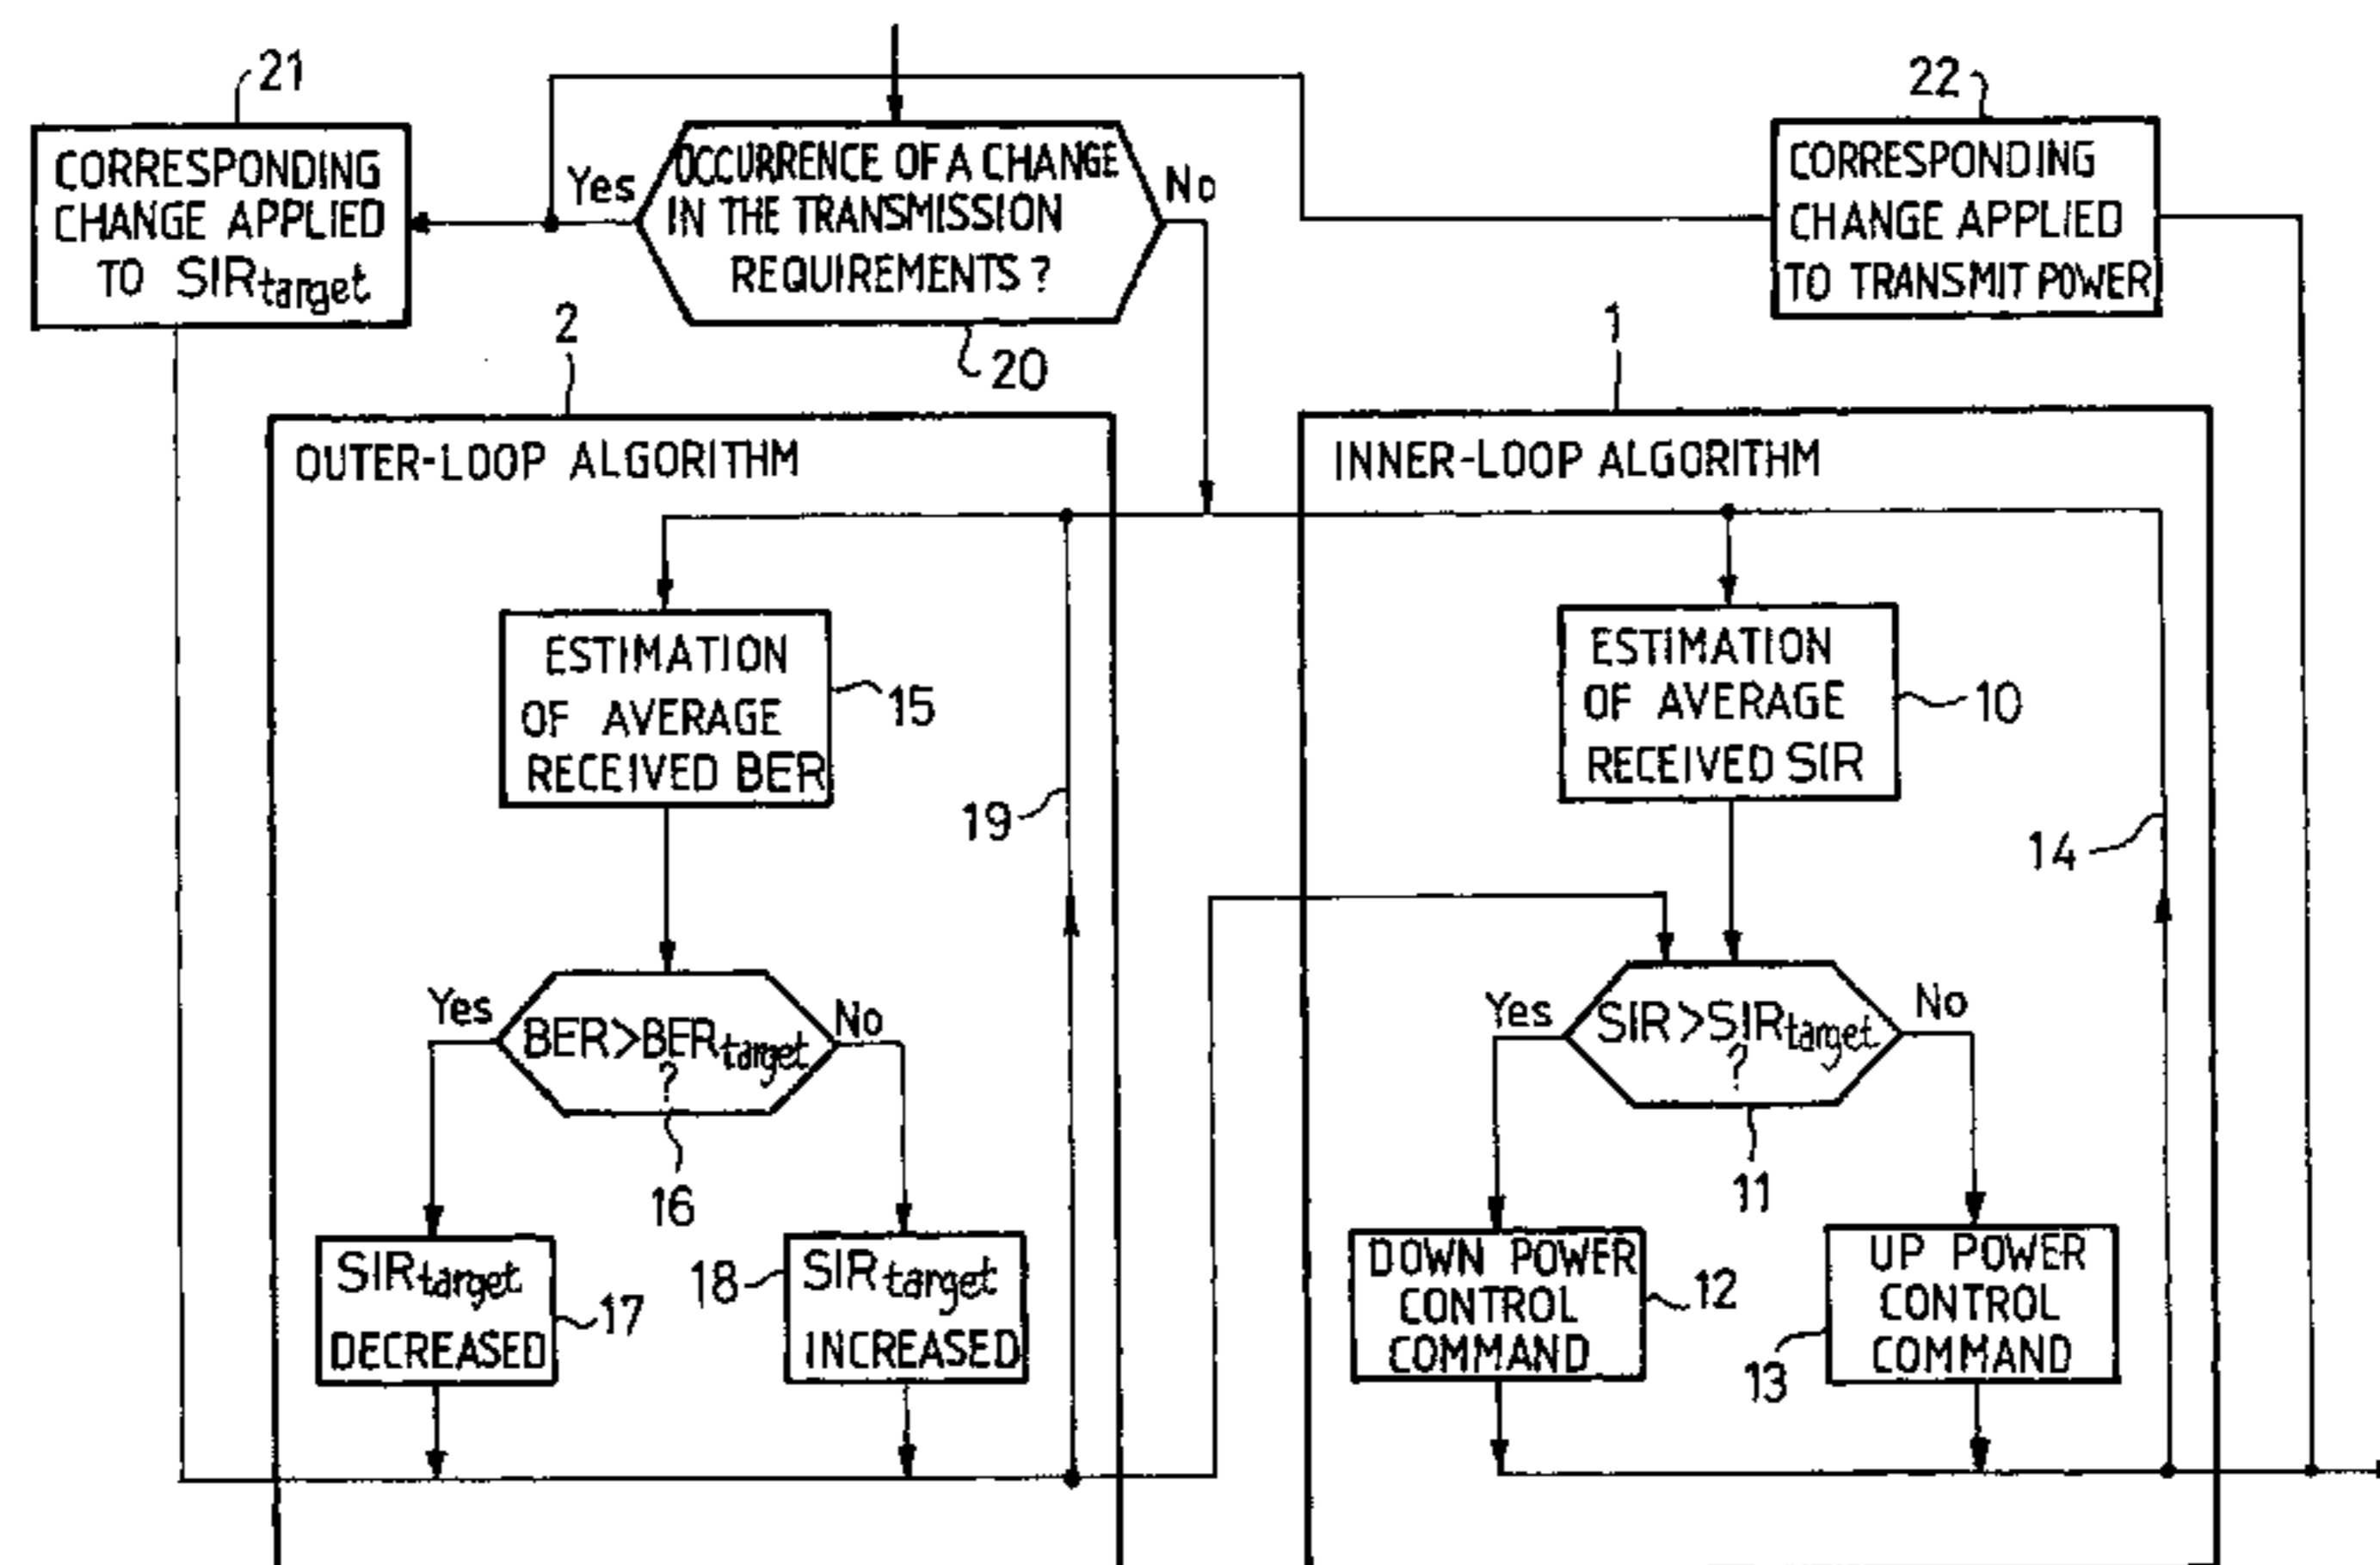 21
CORRESPONDING
CHANGE APPLIED
TO SIRtarget
Yes
OCCURRENCE OF A CHANGE
IN THE TRANSMISSION
REQUIREMENTS ?
No
20
22
CORRESPONDING
CHANGE APPLIED
TO TRANSMIT POWER
2
OUTER-LOOP ALGORITHM
ESTIMATION
OF AVERAGE
RECEIVED BER
15
19
Yes
BER>BERtarget
?
No
16
SIRtarget
DECREASED
17
18
SIRtarget
INCREASED
1
INNER-LOOP ALGORITHM
ESTIMATION
OF AVERAGE
RECEIVED SIR
10
14
Yes
SIR>SIRtarget
?
No
11
DOWN POWER
CONTROL
COMMAND
12
UP POWER
CONTROL
COMMAND
13